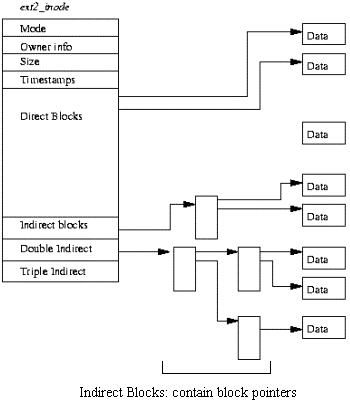 ext2_inode
Mode
Owner info
Size
Timestamps
Direct Blocks
Indirect blocks
Double Indirect
Triple Indirect
Data
Data
Data
Data
Data
Data
Data
Data
Indirect Blocks: contain block pointers